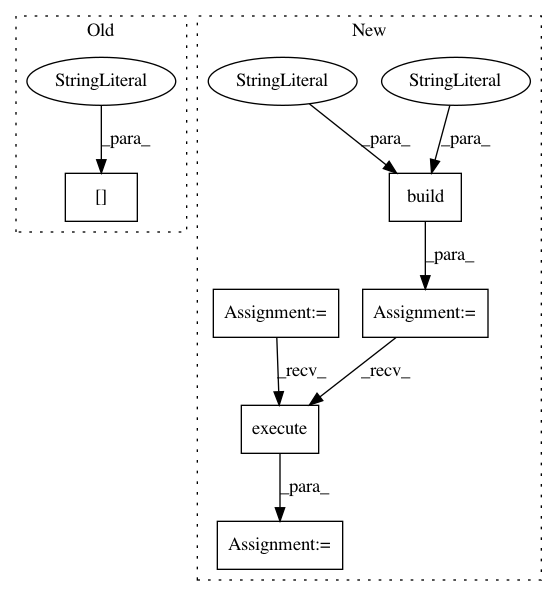 Old
New
StringLiteral
StringLiteral
StringLiteral
_para_
_para_
_para_
[]
build
_para_
Assignment:=
Assignment:=
_recv_
_recv_
execute
_para_
Assignment:=